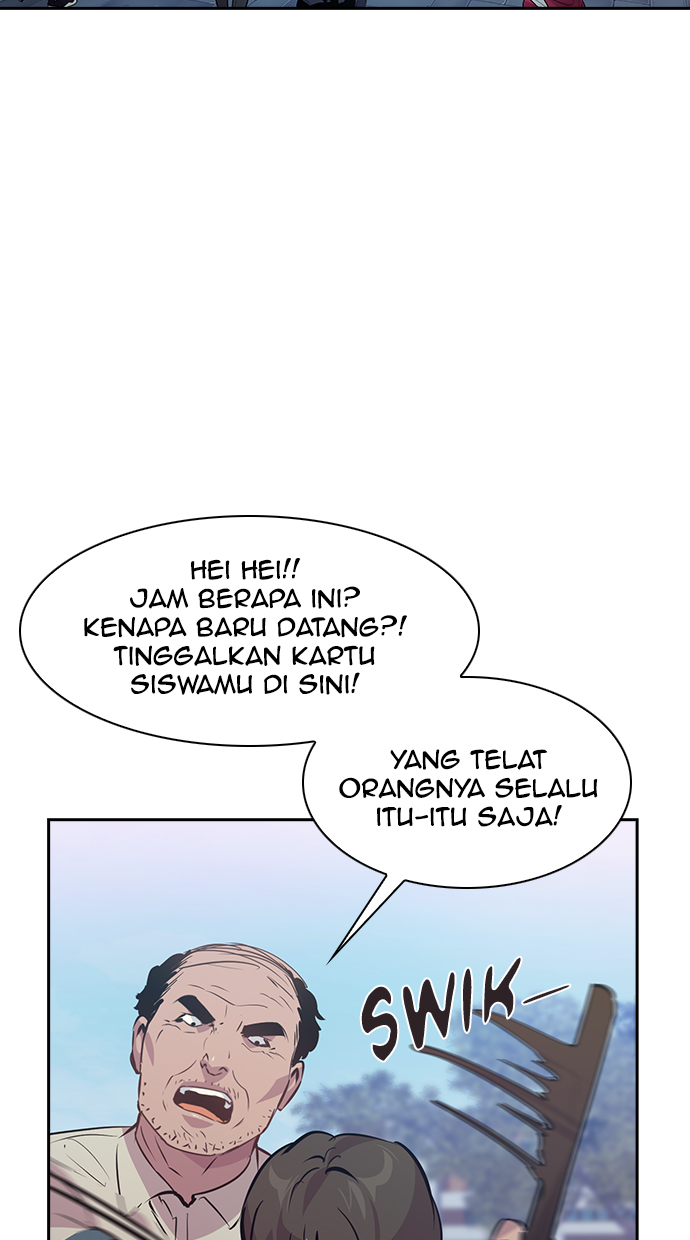 HEI HEI!!
JAM BERAPA INI?
KENAPA BARU DATANG?!
TINGGALKAN KARTU
SISWAMU DI SINI!
YANG TELAT
ORANGNYA SELALU
ITU-ITU SAJA!
SWIK-